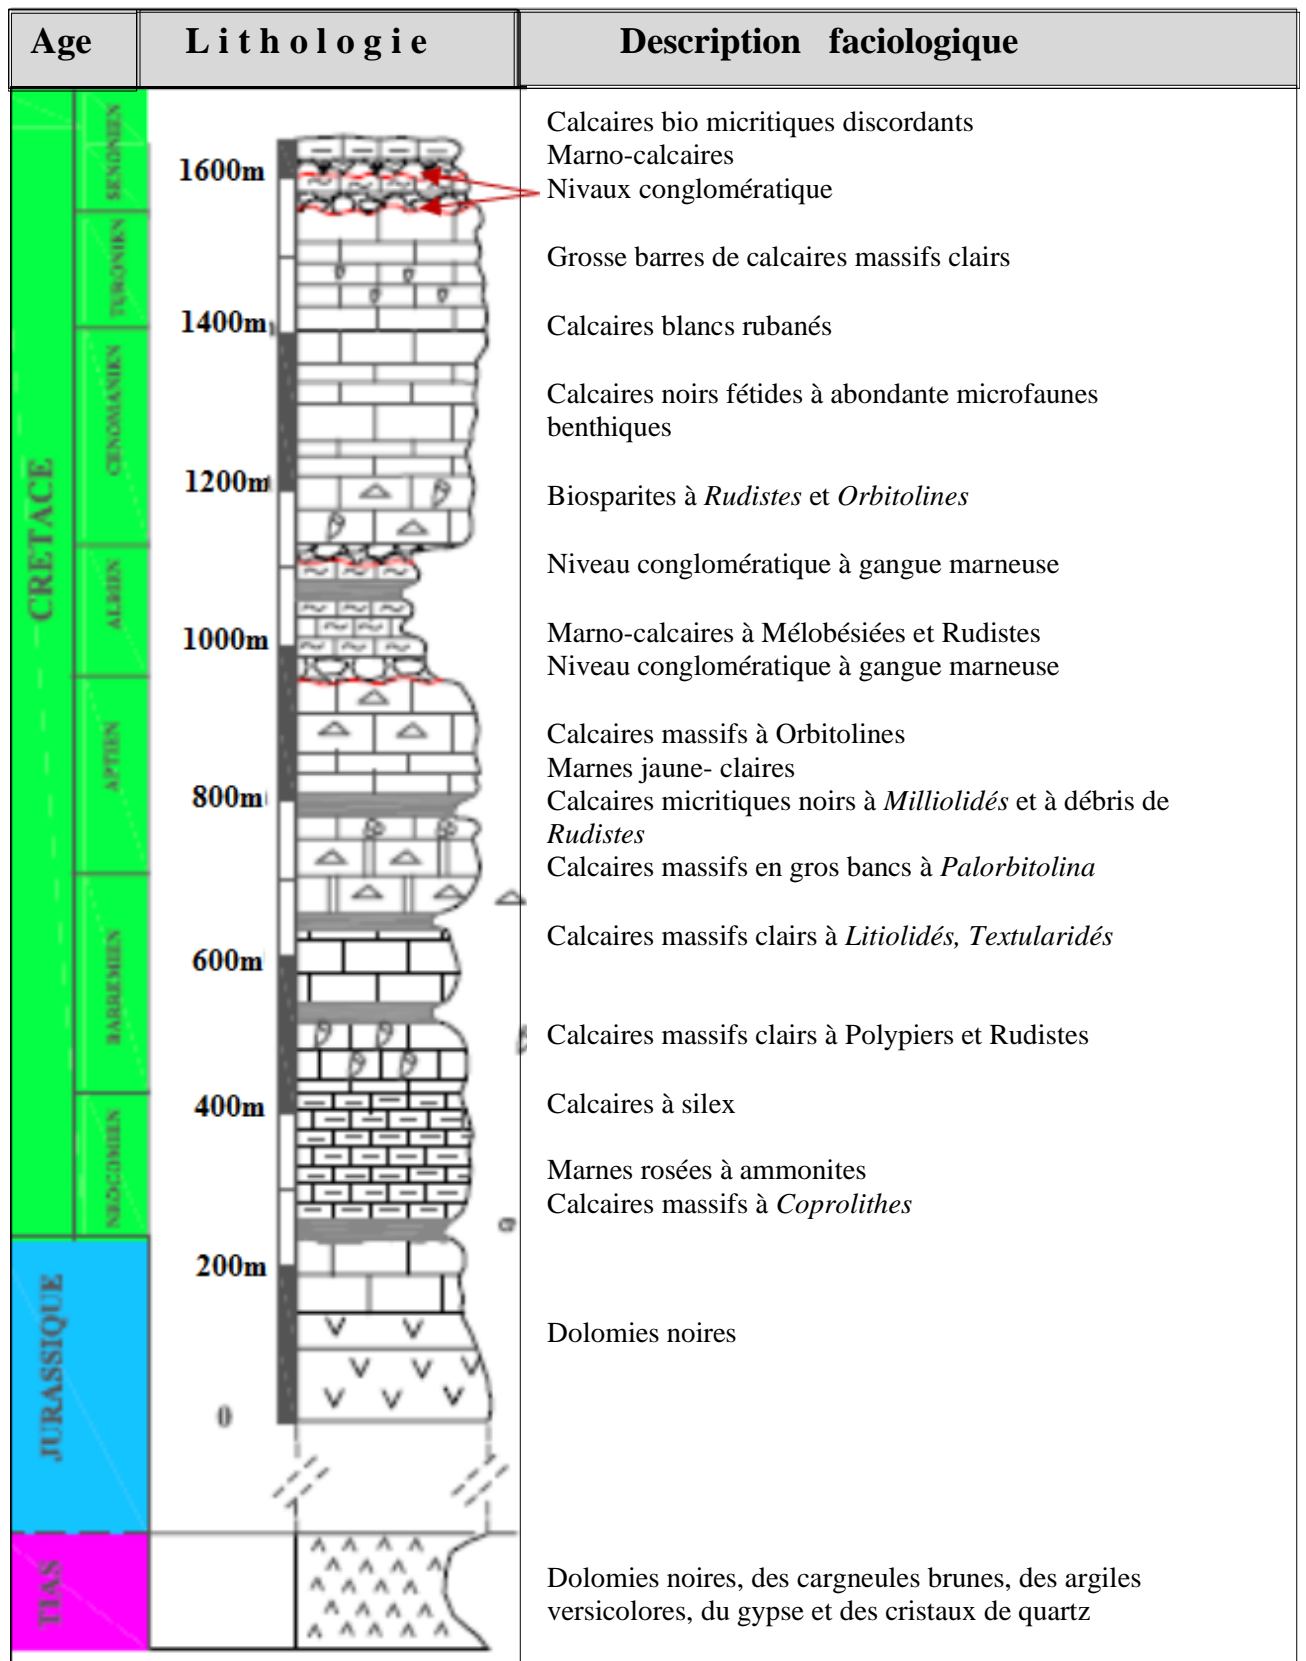 Age
Lithologie
Description faciologique
CRETACE
SENONIEN
TURONIEN
CENOMANIEN
ALBIEN
APTIEN
BARREMIEN
NEOCOMIEN
JURASSIQUE
TIAS
1600m
1400m
1200m
1000m
800m
600m
400m
200m
0
Calcaires bio micritiques discordants
Marno-calcaires
Nivaux conglomératique
Grosse barres de calcaires massifs clairs
Calcaires blancs rubanés
Calcaires noirs fétides à abondante microfaunes
benthiques
Biosparites à Rudistes et Orbitolines
Niveau conglomératique à gangue marneuse
Marno-calcaires à Mélobésiées et Rudistes
Niveau conglomératique à gangue marneuse
Calcaires massifs à Orbitolines
Marnes jaune- claires
Calcaires micritiques noirs à Milliolidés et à débris de
Rudistes
Calcaires massifs en gros bancs à Palorbitolina
Calcaires massifs clairs à Litiolidés, Textularidés
Calcaires massifs clairs à Polypiers et Rudistes
Calcaires à silex
Marnes rosées à ammonites
Calcaires massifs à Coprolithes
Dolomies noires
Dolomies noires, des cargneules brunes, des argiles
versicolores, du gypse et des cristaux de quartz